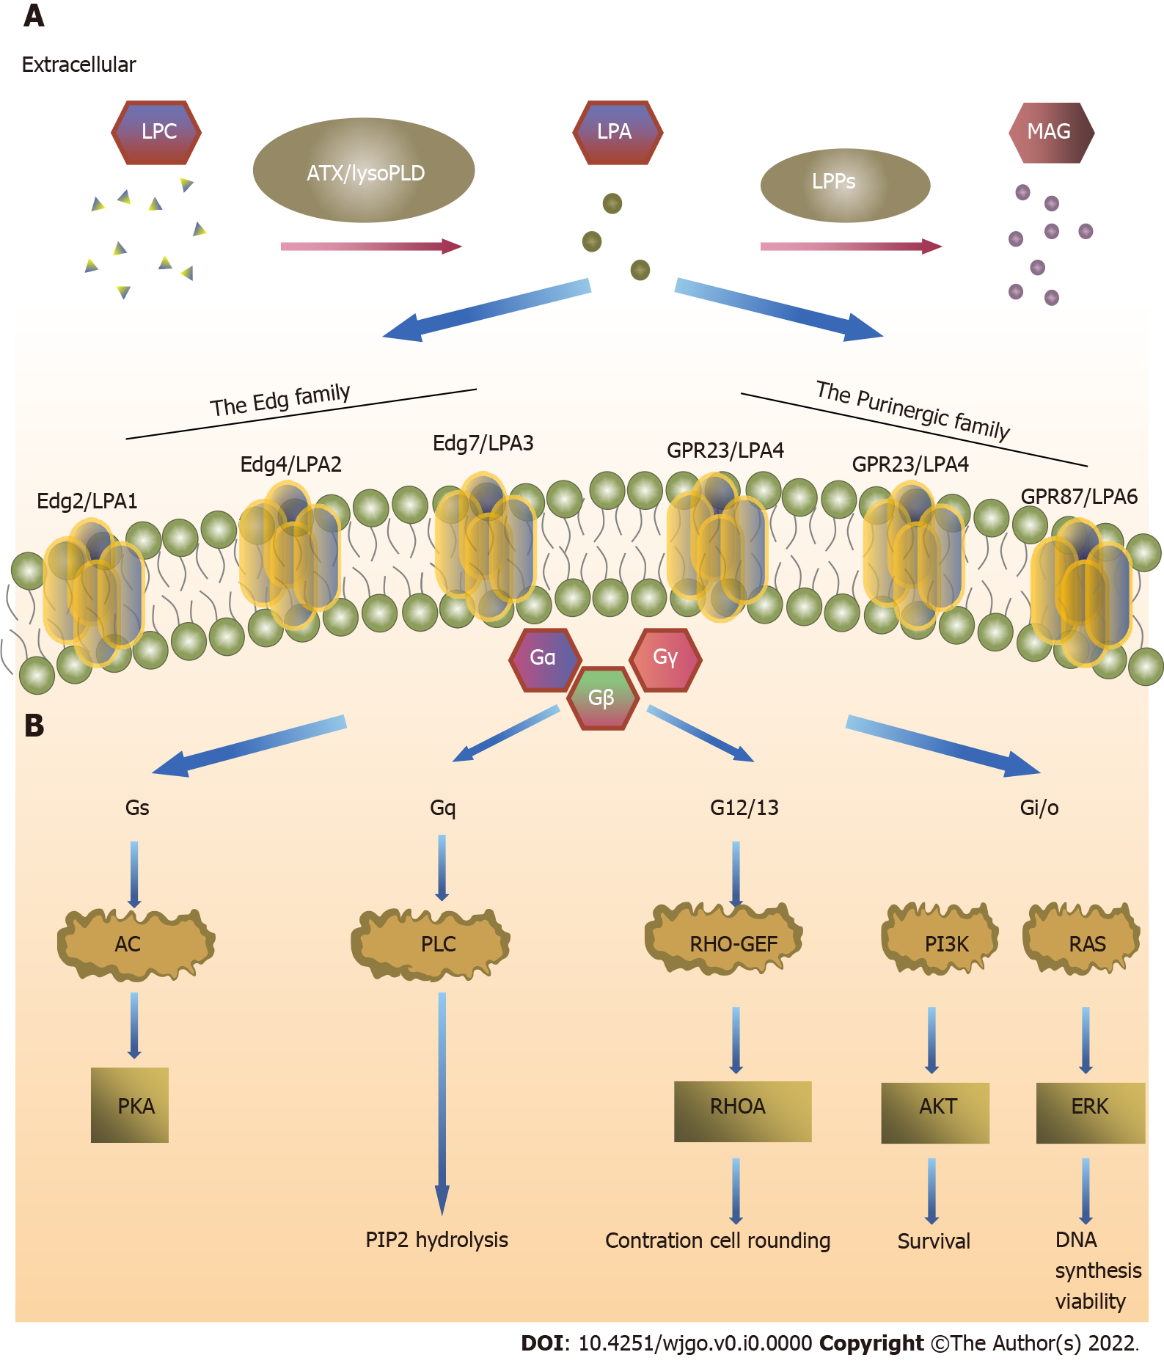 A
Extracellular
LPC
ATX/lysoPLD
LPA
LPPs
MAG
The Edg family
The Purinergic family
Edg2/LPA1
Edg4/LPA2
Edg7/LPA3
GPR23/LPA4
GPR23/LPA4
GPR87/LPA6
Gα
Gβ
Gγ
B
Gs
Gq
G12/13
Gi/o
AC
PLC
RHO-GEF
PI3K
RAS
PKA
RHOA
AKT
ERK
PIP2 hydrolysis
Contration cell rounding
Survival
DNA
synthesis
viability
DOI: 10.4251/wjgo.v0.i0.0000 Copyright ©The Author(s) 2022.